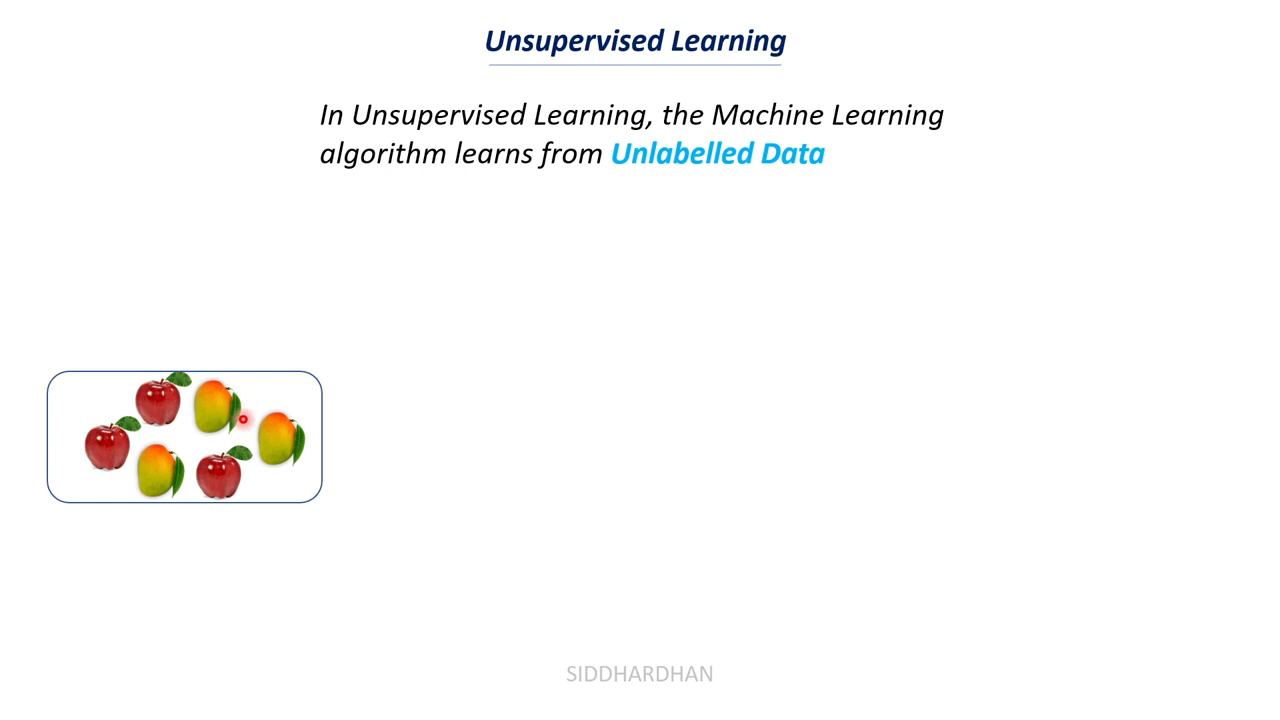 Unsupervised Learning
In Unsupervised Learning, the Machine Learning
algorithm learns from Unlabelled Data
SIDDHARDHAN